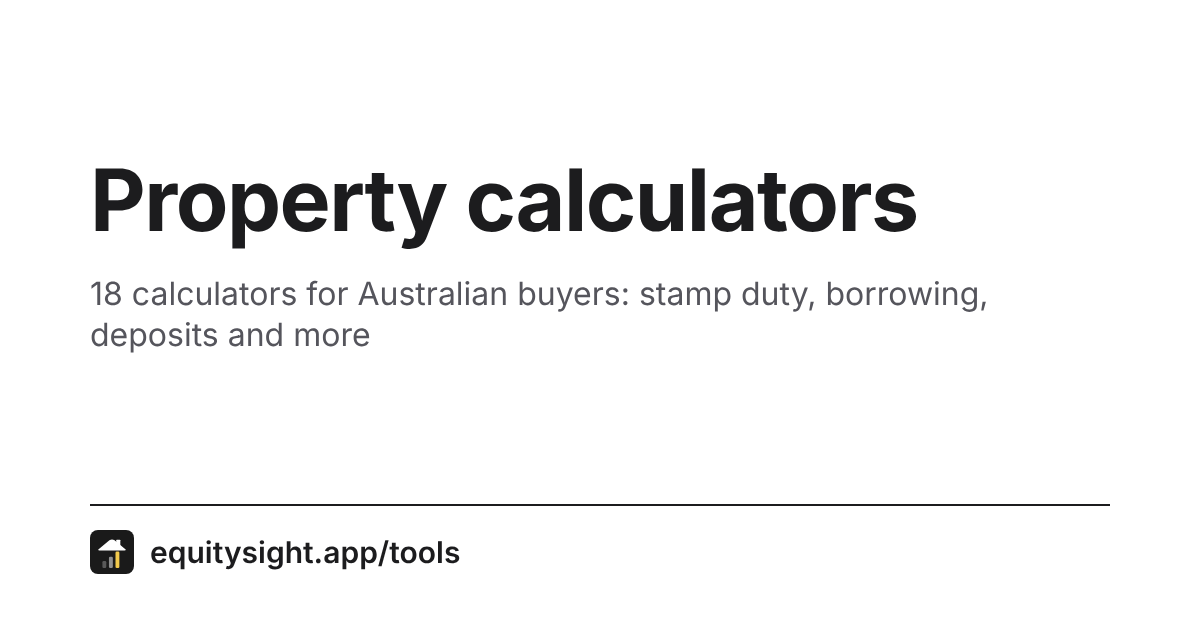 Property calculators
18 calculators for Australian buyers: stamp duty, borrowing,
deposits and more
equitysight.app/tools